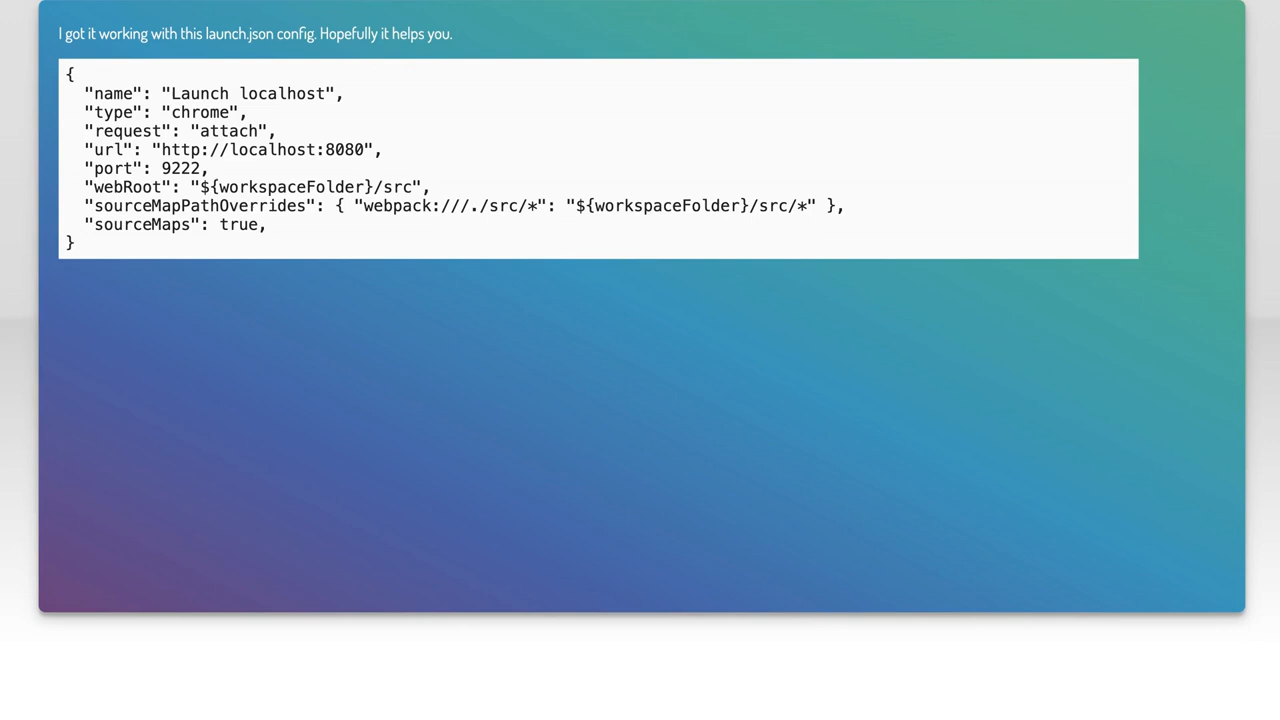 I got it working with this launch.json config. Hopefully it helps you.
{
  "name": "Launch localhost",
  "type": "chrome",
  "request": "attach",
  "url": "http://localhost:8080",
  "port": 9222,
  "webRoot": "${workspaceFolder}/src",
  "sourceMapPathOverrides": { "webpack:///./src/*": "${workspaceFolder}/src/*" },
  "sourceMaps": true,
}